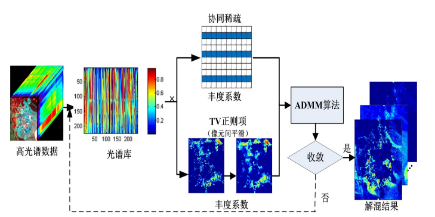 高光谱数据
50
100
150
200
50 100 150 200
0.8
0.6
0.4
0.2
光谱库
X
协同稀疏
丰度系数
TV正则项
(像元间平滑)
丰度系数
ADMM算法
收敛
是
否
解混结果